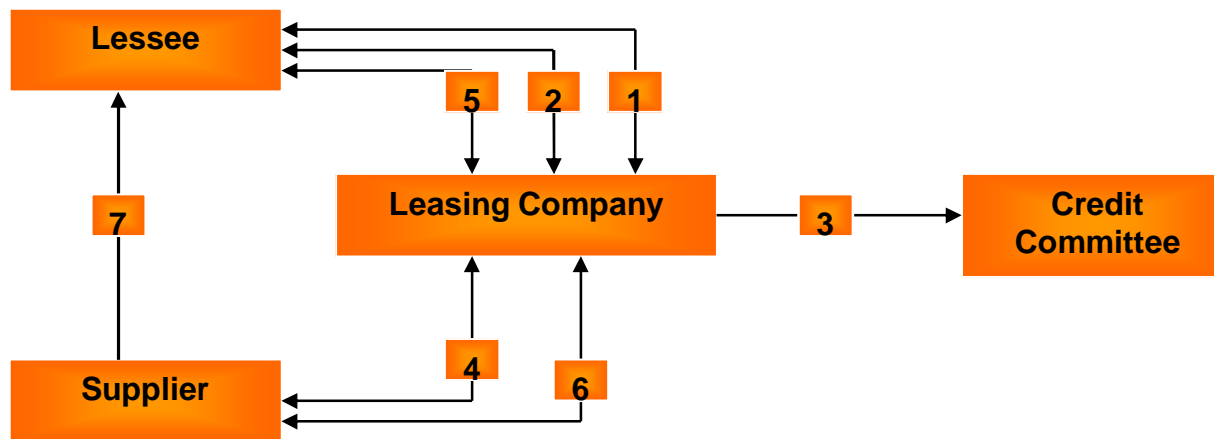 Lessee
5
2
1
Leasing Company
3
Credit
Committee
7
4
6
Supplier